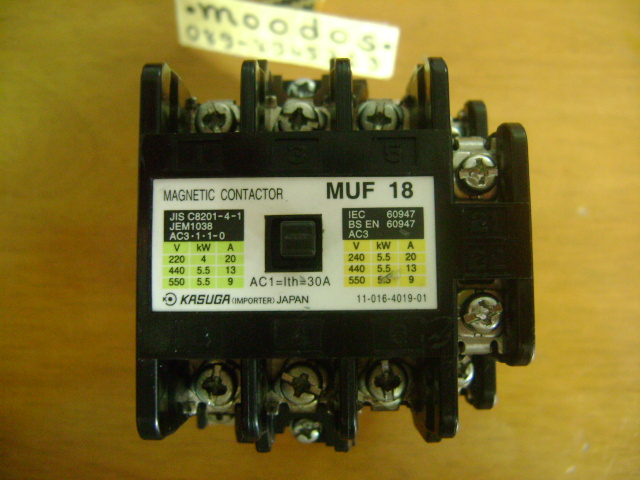 •moodos•
MAGNETIC CONTACTOR MUF 18
JIS C8201-4-1
JEM1038
AC3·1·1-0
V kW A
220 4 20
440 5.5 13
550 5.5 9
IEC 60947
BS EN 60947
AC3
V kW A
240 5.5 20
440 5.5 13
550 5.5 9
AC1=Ith=30A
KASUGA (IMPORTER) JAPAN
11-016-4019-01